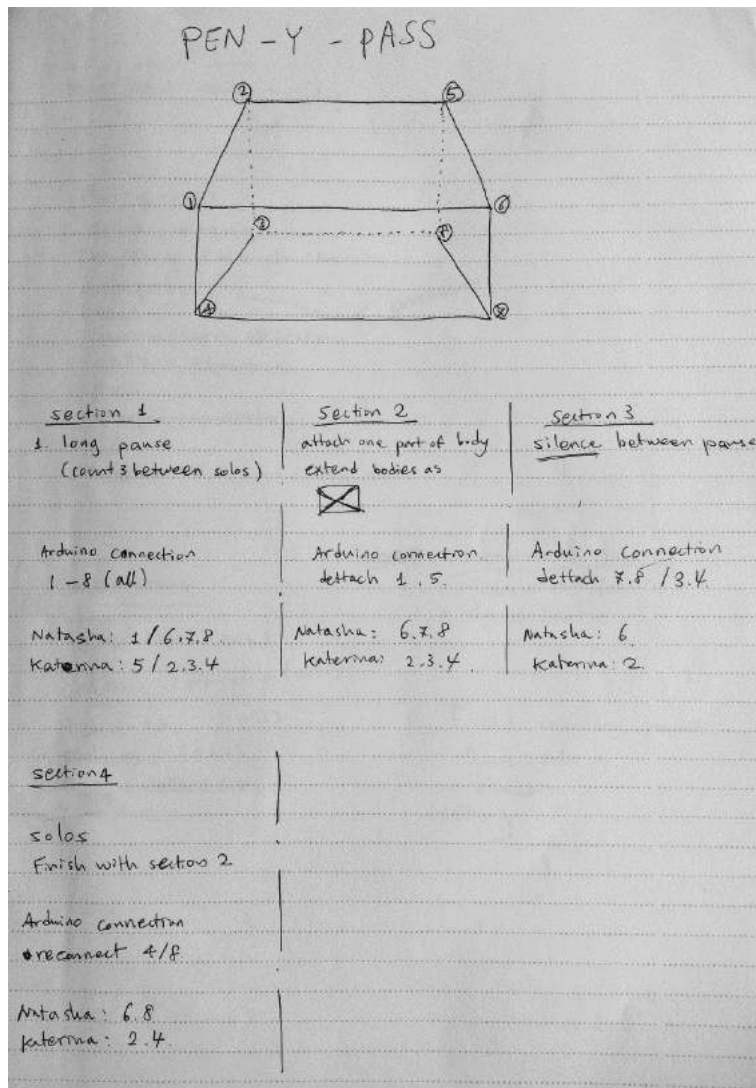 PEN - Y - PASS
2
5
1
6
3
8
4
7
section 1
1. long pause
(count 3 between solos)
Arduino connection
1 - 8 (all)
Natasha: 1 / 6.7.8
Katerina: 5 / 2.3.4
section 2
attach one part of body
extend bodies as
Arduino connection
dettach 1, 5.
Natasha: 6.7.8
Katerina: 2.3.4
section 3
silence between pause
Arduino connection
dettach 7.8 / 3.4.
Natasha: 6
Katerina: 2.
section 4
solos
Finish with section 2
Arduino connection
reconnect 4/8
Natasha: 6.8
Katerina: 2.4.